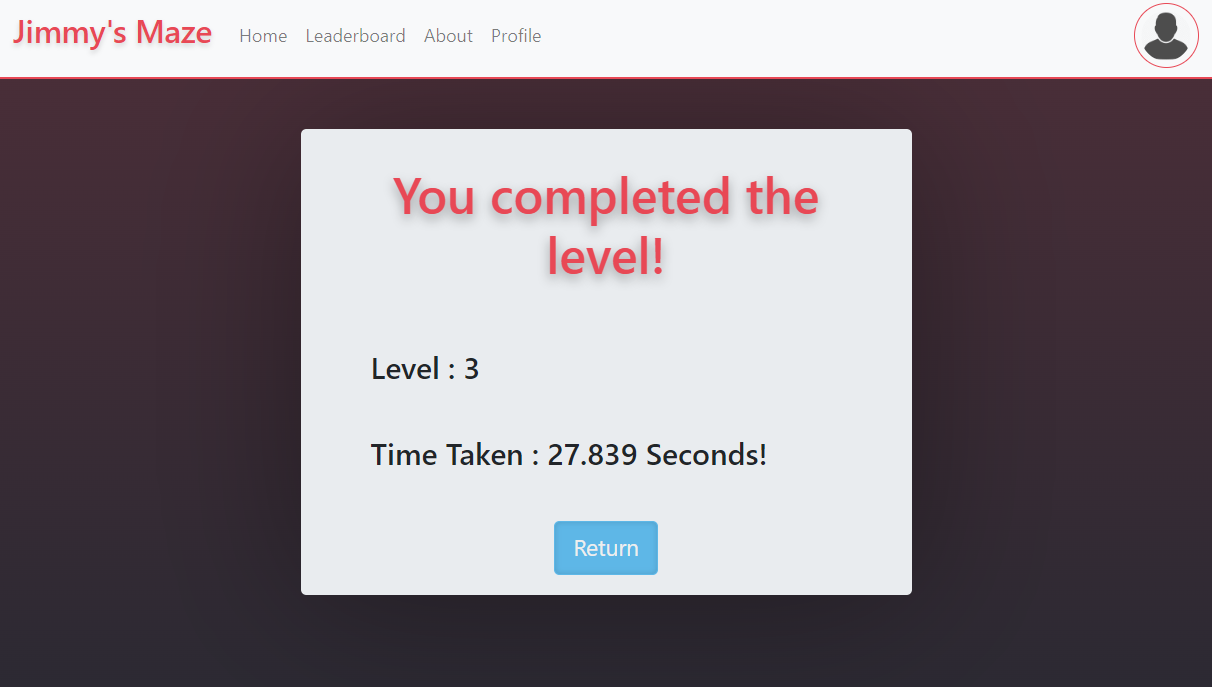 Jimmy's Maze Home Leaderboard About Profile
You completed the
level!
Level : 3
Time Taken : 27.839 Seconds!
Return